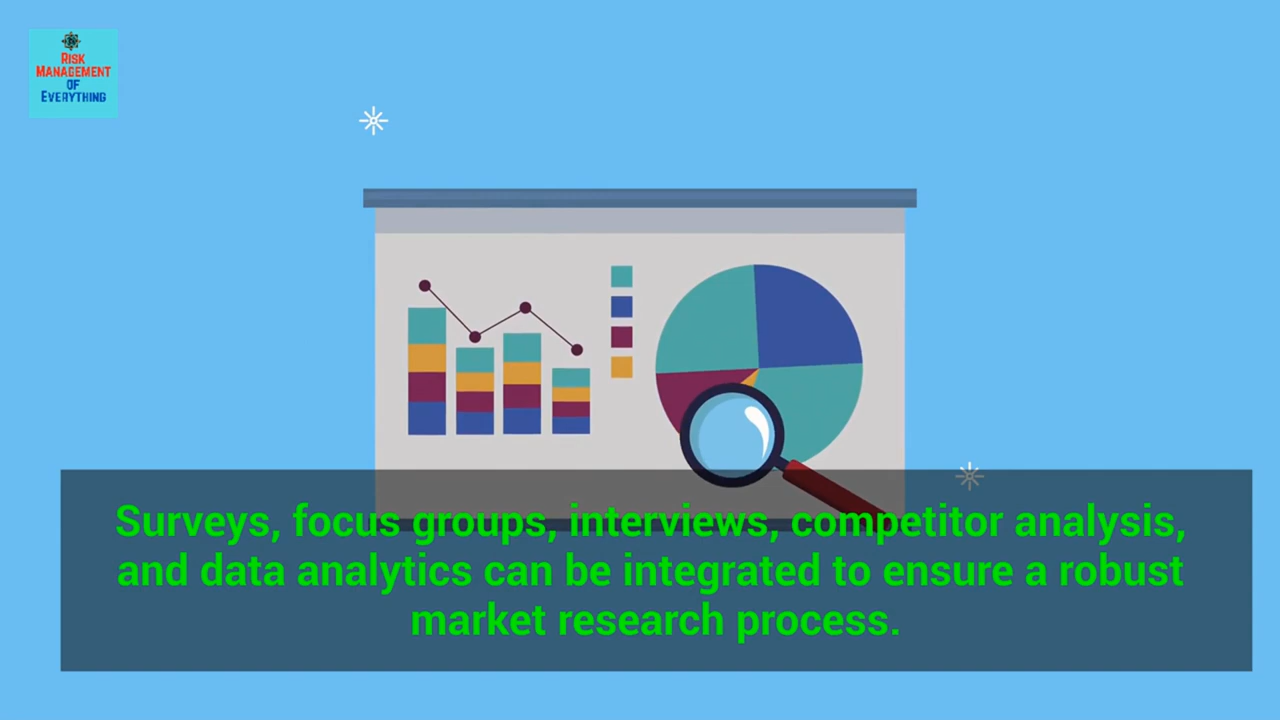 Risk
Management
of
Everything
Surveys, focus groups, interviews, competitor analysis,
and data analytics can be integrated to ensure a robust
market research process.